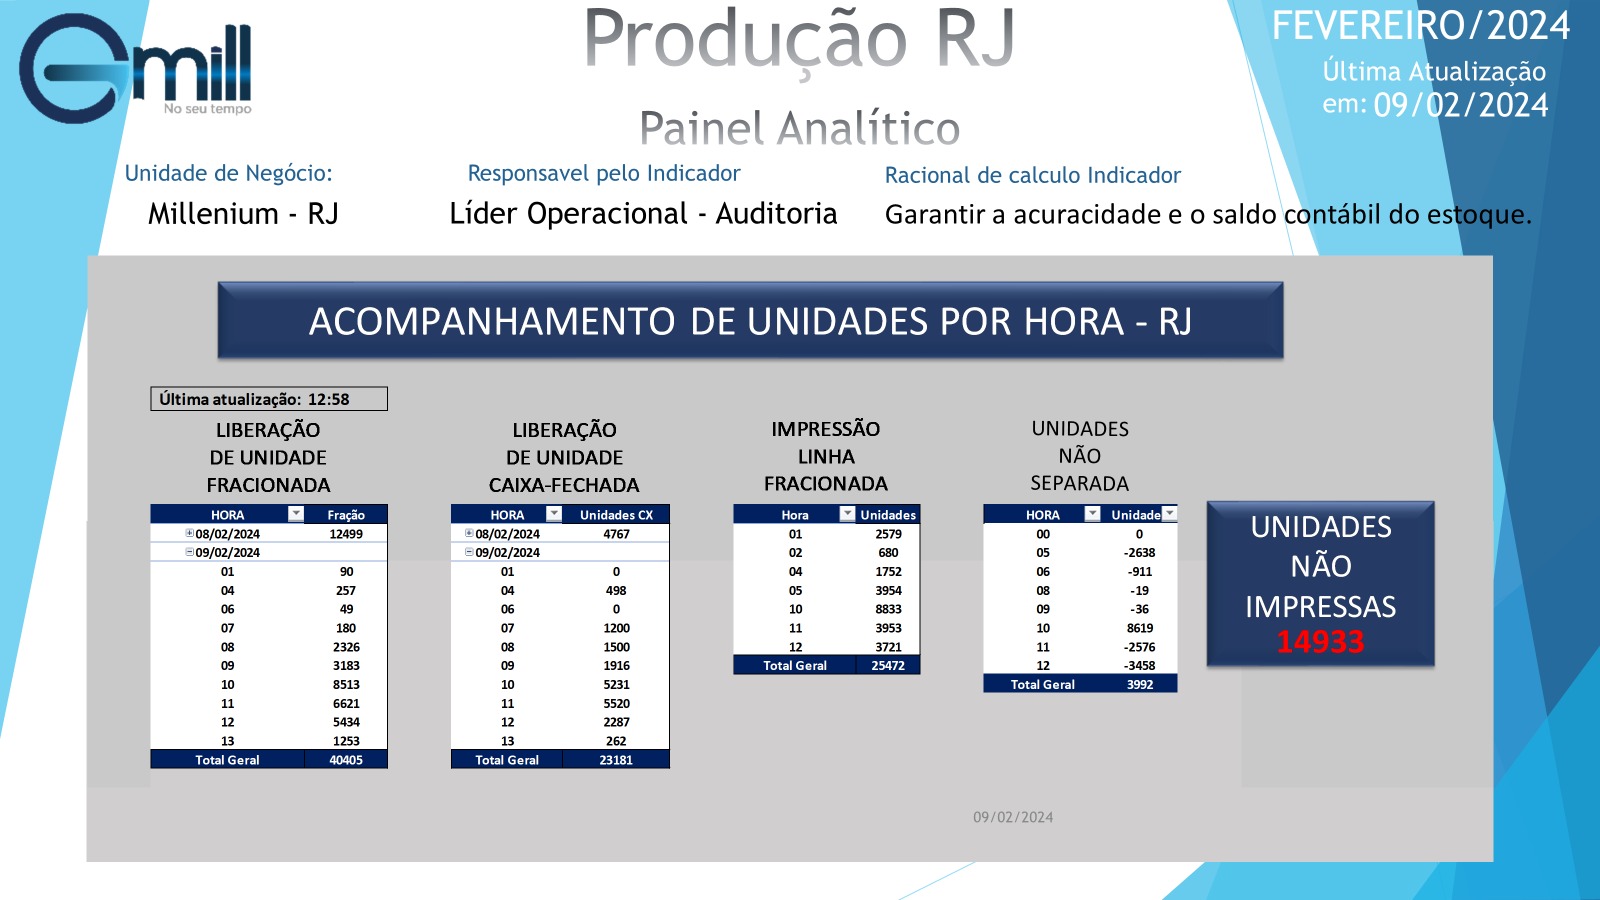 Gmill
No seu tempo
Produção RJ
Painel Analítico
FEVEREIRO/2024
Última Atualização
em: 09/02/2024
Unidade de Negócio:
Millenium - RJ
Responsavel pelo Indicador
Líder Operacional - Auditoria
Racional de calculo Indicador
Garantir a acuracidade e o saldo contábil do estoque.
ACOMPANHAMENTO DE UNIDADES POR HORA - RJ
Última atualização: 12:58
LIBERAÇÃO
DE UNIDADE
FRACIONADA
HORA Fração
08/02/2024 12499
09/02/2024
01 90
04 257
06 49
07 180
08 2326
09 3183
10 8513
11 6621
12 5434
13 1253
Total Geral 40405
LIBERAÇÃO
DE UNIDADE
CAIXA-FECHADA
HORA Unidades CX
08/02/2024 4767
09/02/2024
01 0
04 498
06 0
07 1200
08 1500
09 1916
10 5231
11 5520
12 2287
13 262
Total Geral 23181
IMPRESSÃO
LINHA
FRACIONADA
Hora Unidades
01 2579
02 680
04 1752
05 3954
10 8833
11 3953
12 3721
Total Geral 25472
UNIDADES
NÃO
SEPARADA
HORA Unidade
00 0
05 -2638
06 -911
08 -19
09 -36
10 8619
11 -2576
12 -3458
Total Geral 3992
UNIDADES
NÃO
IMPRESSAS
14933
09/02/2024